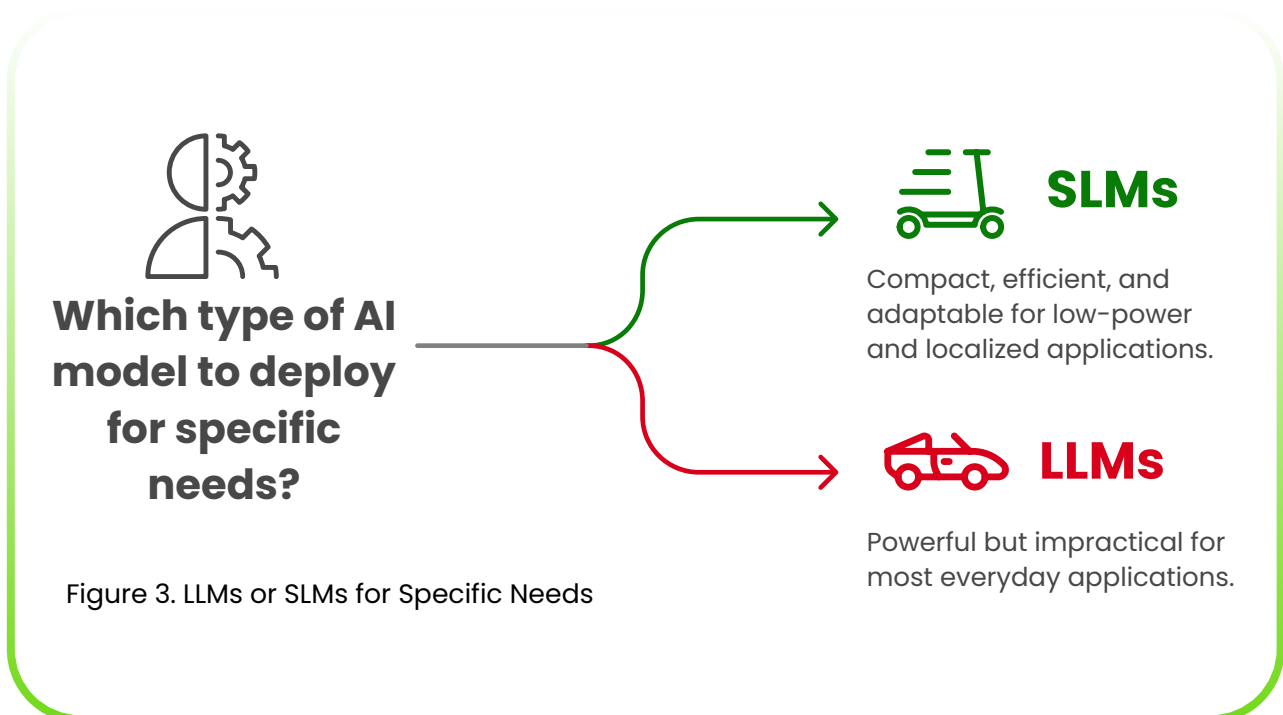 Which type of AI
model to deploy
for specific
needs?
SLMs
Compact, efficient, and
adaptable for low-power
and localized applications.
LLMs
Powerful but impractical for
most everyday applications.
Figure 3. LLMs or SLMs for Specific Needs